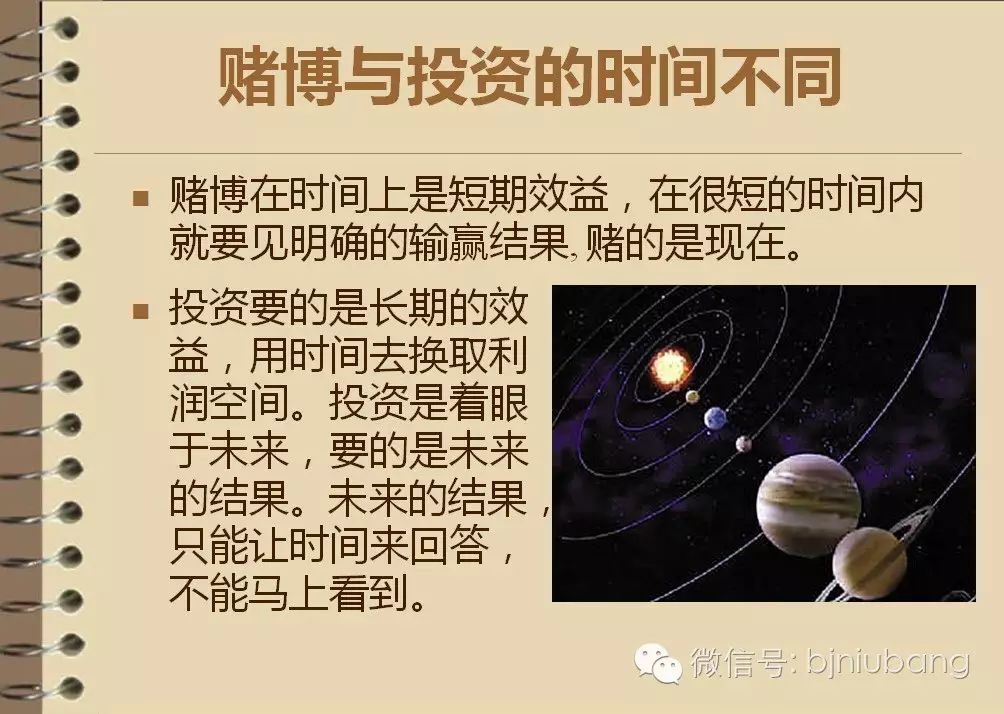 赌博与投资的时间不同
赌博在时间上是短期效益，在很短的时间内
就要见明确的输赢结果,赌的是现在。
投资要的是长期的效
益，用时间去换取利
润空间。投资是着眼
于未来，要的是未来
的结果。未来的结果，
只能让时间来回答，
不能马上看到。
微信号: bjniubang